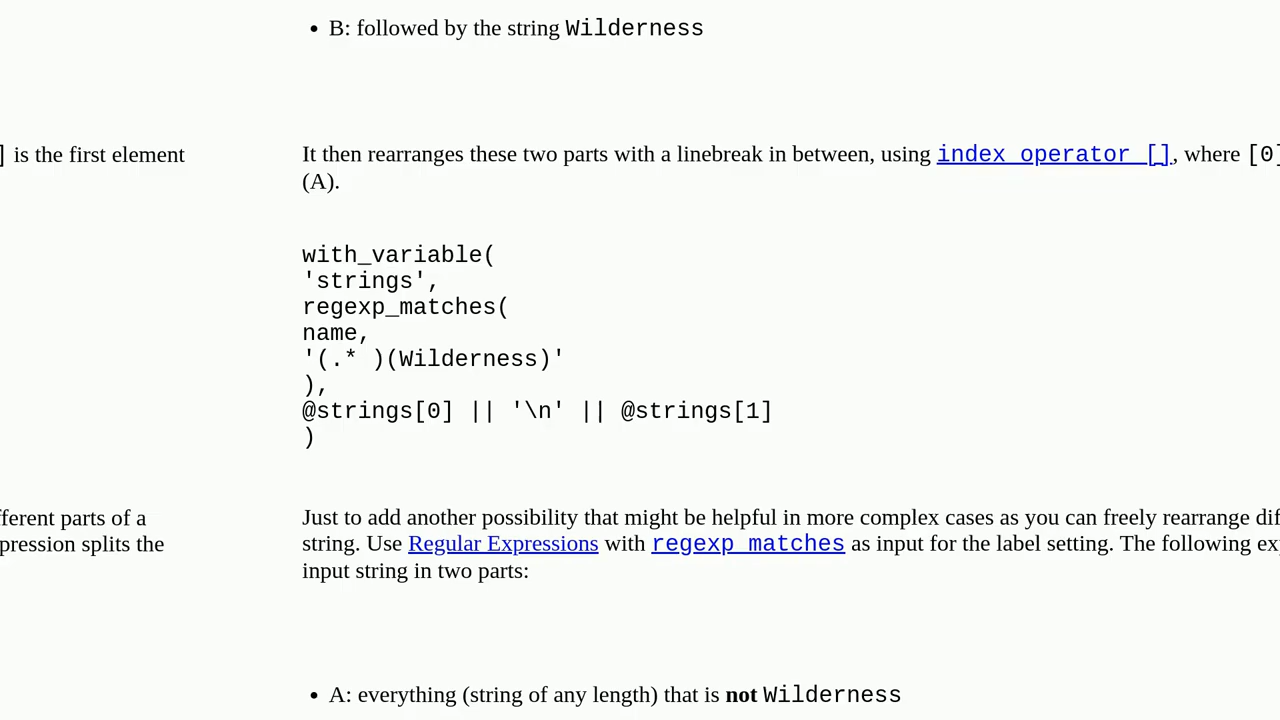 B: followed by the string Wilderness
] is the first element
It then rearranges these two parts with a linebreak in between, using index operator [], where [0]
(A).
with_variable(
'strings',
regexp_matches(
name,
'(.* )(Wilderness)'
),
@strings[0] || '\n' || @strings[1]
)
fferent parts of a
pression splits the
Just to add another possibility that might be helpful in more complex cases as you can freely rearrange dif
string. Use Regular Expressions with regexp_matches as input for the label setting. The following ex
input string in two parts:
A: everything (string of any length) that is not Wilderness